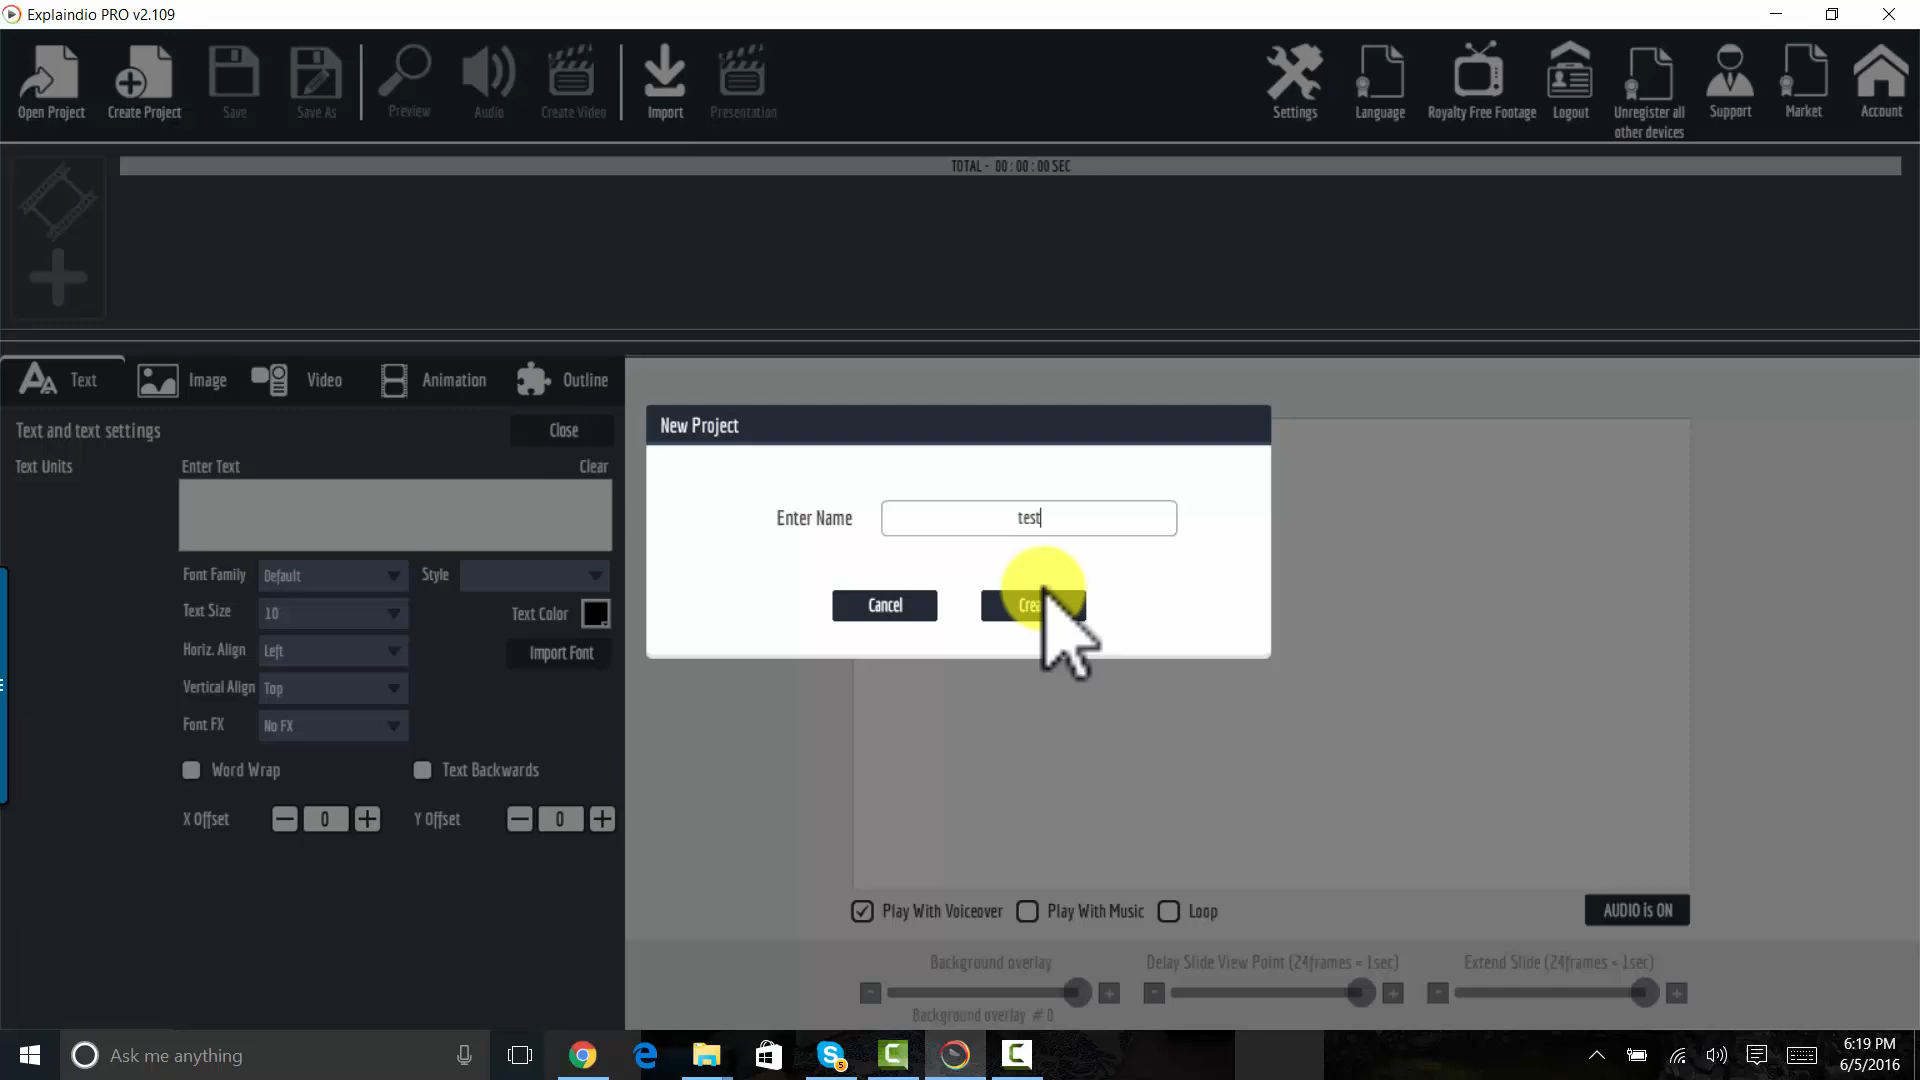 Explaindio PRO v2.109
Open Project
Create Project
Save
Save As
Preview
Audio
Create Video
Import
Presentation
Settings
Language
Royalty Free Footage
Logout
Unregister all
other devices
Support
Market
Account
TOTAL - 00 : 00 : 00 SEC
Text
Image
Video
Animation
Outline
Text and text settings
Close
Text Units
Enter Text
Clear
Font Family
Default
Style
Text Size
10
Text Color
Horiz. Align
Left
Import Font
Vertical Align
Top
Font FX
No FX
Word Wrap
Text Backwards
X Offset
0
Y Offset
0
New Project
Enter Name
test
Cancel
Play With Voiceover
Play With Music
Loop
AUDIO is ON
Background overlay
Delay Slide View Point (24frames = 1sec)
Extend Slide (24frames = 1sec)
Background overlay # 0
Ask me anything
5
6:19 PM
6/5/2016